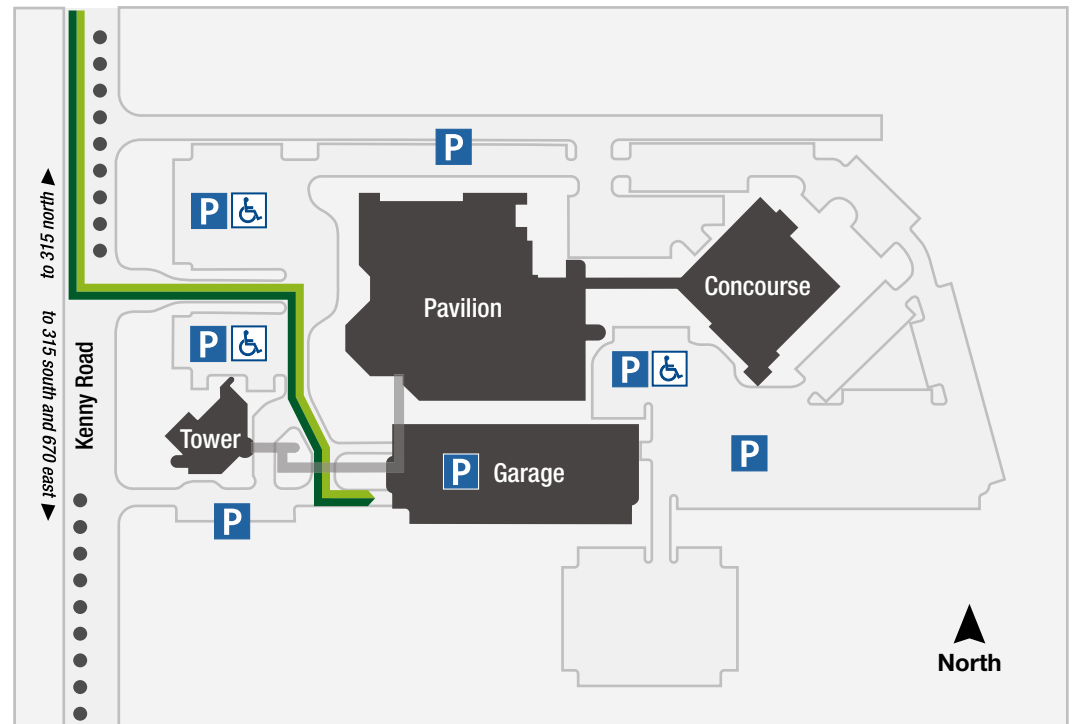 P
P
to 315 north ▲
Concourse
Pavilion
to 315 south and 670 east ▼
Kenny Road
P
P
Tower
P
P Garage
P
North